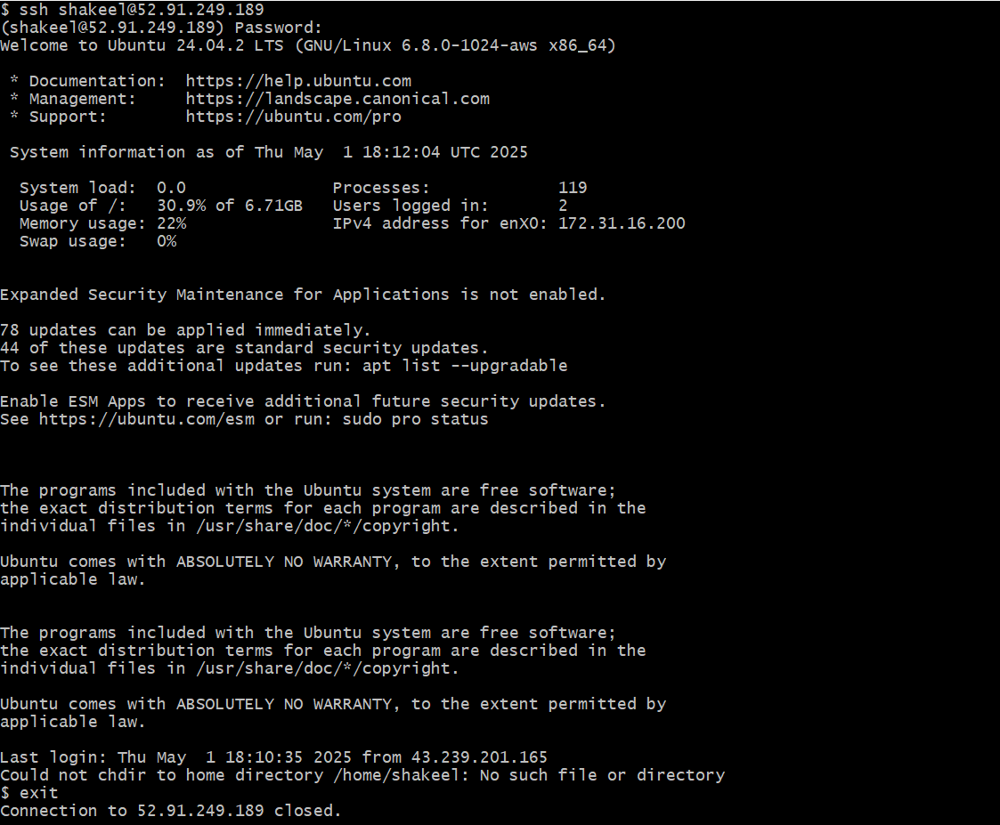 $ ssh shakeel@52.91.249.189
(shakeel@52.91.249.189) Password:
Welcome to Ubuntu 24.04.2 LTS (GNU/Linux 6.8.0-1024-aws x86_64)
* Documentation:  https://help.ubuntu.com
* Management:     https://landscape.canonical.com
* Support:        https://ubuntu.com/pro
System information as of Thu May  1 18:12:04 UTC 2025
System load:  0.0               Processes:             119
Usage of /:   30.9% of 6.71GB   Users logged in:       2
Memory usage: 22%               IPv4 address for enX0: 172.31.16.200
Swap usage:   0%
Expanded Security Maintenance for Applications is not enabled.
78 updates can be applied immediately.
44 of these updates are standard security updates.
To see these additional updates run: apt list --upgradable
Enable ESM Apps to receive additional future security updates.
See https://ubuntu.com/esm or run: sudo pro status
The programs included with the Ubuntu system are free software;
the exact distribution terms for each program are described in the
individual files in /usr/share/doc/*/copyright.
Ubuntu comes with ABSOLUTELY NO WARRANTY, to the extent permitted by
applicable law.
The programs included with the Ubuntu system are free software;
the exact distribution terms for each program are described in the
individual files in /usr/share/doc/*/copyright.
Ubuntu comes with ABSOLUTELY NO WARRANTY, to the extent permitted by
applicable law.
Last login: Thu May  1 18:10:35 2025 from 43.239.201.165
Could not chdir to home directory /home/shakeel: No such file or directory
$ exit
Connection to 52.91.249.189 closed.